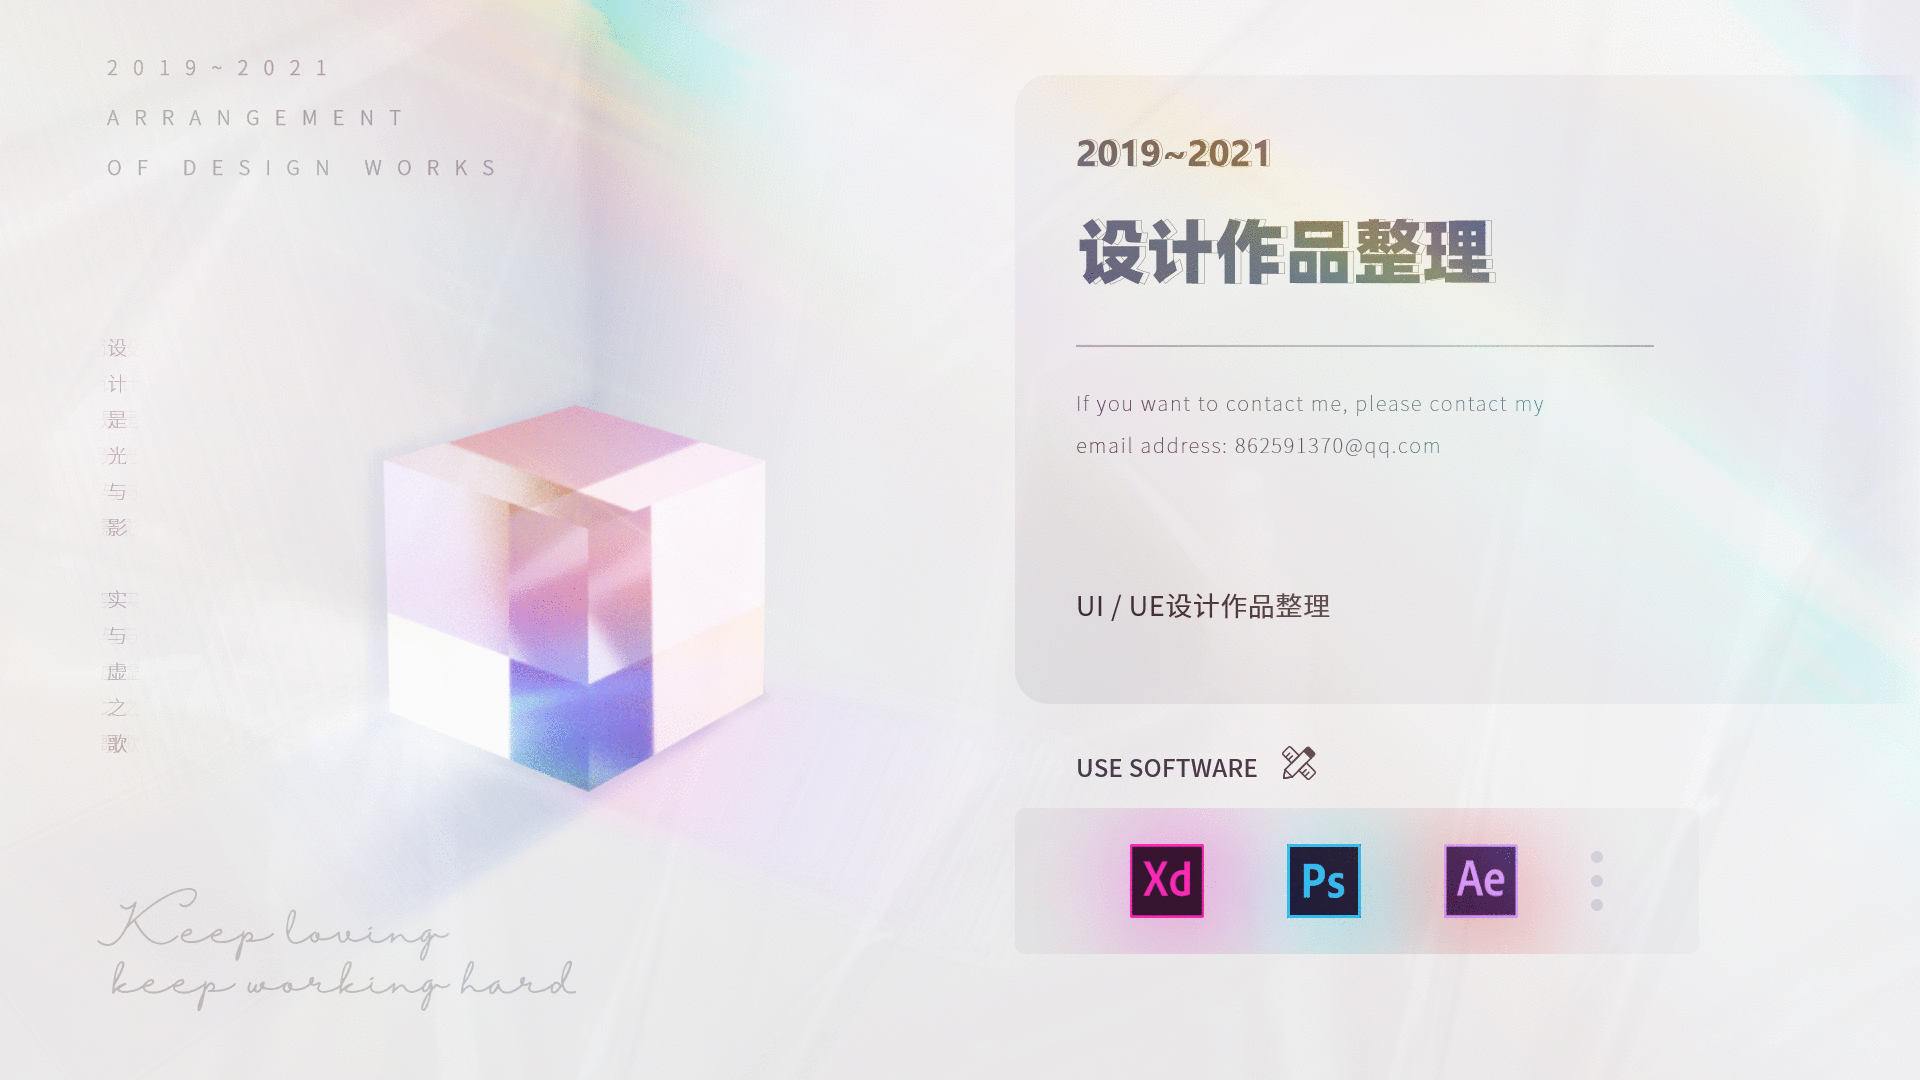 2019~2021
ARRANGEMENT
OF DESIGN WORKS
设计是光与影 实与虚之歌
Keep loving
keep working hard
2019~2021
设计作品整理
If you want to contact me, please contact my
email address: 862591370@qq.com
UI / UE设计作品整理
USE SOFTWARE
Xd Ps Ae